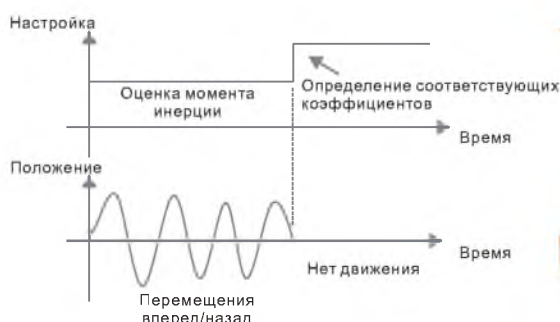 Настройка
Оценка момента
инерции
Определение соответствующих
коэффициентов
Время
Положение
Время
Нет движения
Перемещения
вперед/назад